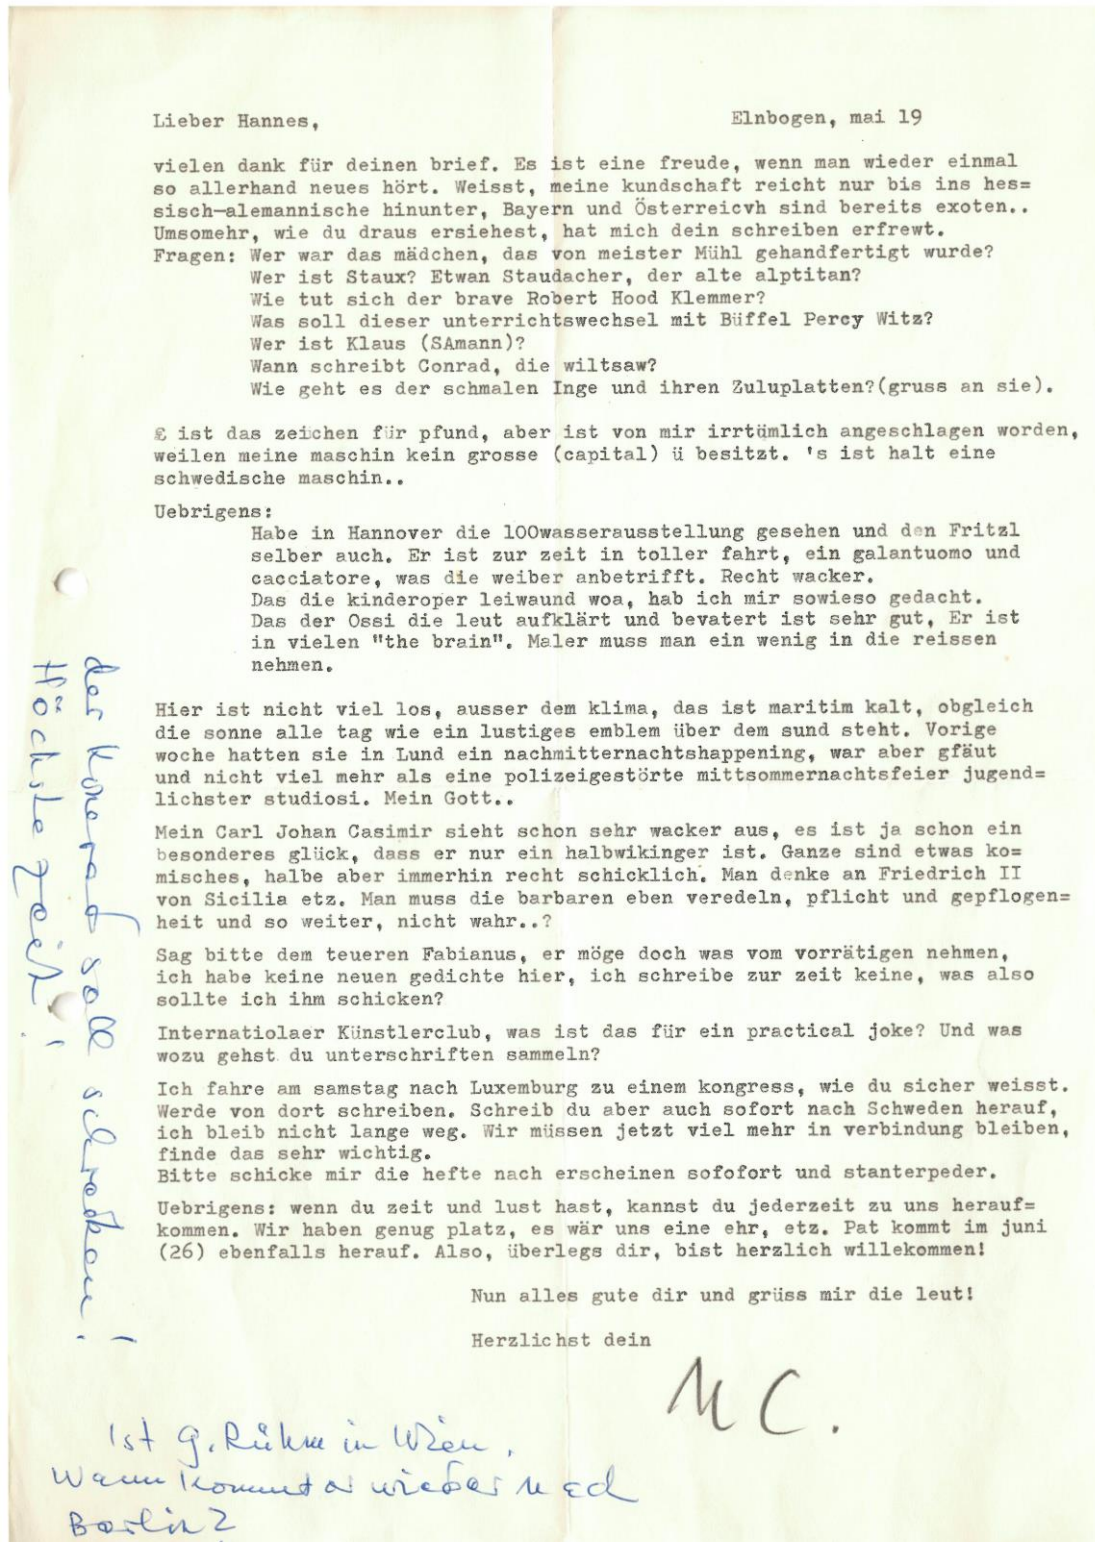 Lieber Hannes,
Elnbogen, mai 19
vielen dank für deinen brief. Es ist eine freude, wenn man wieder einmal
so allerhand neues hört. Weisst, meine kundschaft reicht nur bis ins hes=
sisch-alemannische hinunter, Bayern und Österreicvh sind bereits exoten..
Umsomehr, wie du draus ersiehest, hat mich dein schreiben erfrewt.
Fragen: Wer war das mädchen, das von meister Mühl gehandfertigt wurde?
Wer ist Staux? Etwan Staudacher, der alte alptitan?
Wie tut sich der brave Robert Hood Klemmer?
Was soll dieser unterrichtswechsel mit Büffel Percy Witz?
Wer ist Klaus (SAmann)?
Wann schreibt Conrad, die wiltsaw?
Wie geht es der schmalen Inge und ihren Zuluplatten?(gruss an sie).
£ ist das zeichen für pfund, aber ist von mir irrtümlich angeschlagen worden,
weilen meine maschin kein grosse (capital) ü besitzt. 's ist halt eine
schwedische maschin..
Uebrigens:
Habe in Hannover die 100wasserausstellung gesehen und den Fritzl
selber auch. Er ist zur zeit in toller fahrt, ein galantuomo und
cacciatore, was die weiber anbetrifft. Recht wacker.
Das die kinderoper leiwaund woa, hab ich mir sowieso gedacht.
Das der Ossi die leut aufklärt und bevatert ist sehr gut, Er ist
in vielen "the brain". Maler muss man ein wenig in die reissen
nehmen.
Hier ist nicht viel los, ausser dem klima, das ist maritim kalt, obgleich
die sonne alle tag wie ein lustiges emblem über dem sund steht. Vorige
woche hatten sie in Lund ein nachmitternachtshappening, war aber gfäut
und nicht viel mehr als eine polizeigestörte mittsommernachtsfeier jugend=
lichster studiosi. Mein Gott..
Mein Carl Johan Casimir sieht schon sehr wacker aus, es ist ja schon ein
besonderes glück, dass er nur ein halbwikinger ist. Ganze sind etwas ko=
misches, halbe aber immerhin recht schicklich. Man denke an Friedrich II
von Sicilia etz. Man muss die barbaren eben veredeln, pflicht und gepflogen=
heit und so weiter, nicht wahr..?
Sag bitte dem teueren Fabianus, er möge doch was vom vorrätigen nehmen,
ich habe keine neuen gedichte hier, ich schreibe zur zeit keine, was also
sollte ich ihm schicken?
Internatiolaer Künstlerclub, was ist das für ein practical joke? Und was
wozu gehst du unterschriften sammeln?
Ich fahre am samstag nach Luxemburg zu einem kongress, wie du sicher weisst.
Werde von dort schreiben. Schreib du aber auch sofort nach Schweden herauf,
ich bleib nicht lange weg. Wir müssen jetzt viel mehr in verbindung bleiben,
finde das sehr wichtig.
Bitte schicke mir die hefte nach erscheinen sofofort und stanterpeder.
Uebrigens: wenn du zeit und lust hast, kannst du jederzeit zu uns herauf=
kommen. Wir haben genug platz, es wär uns eine ehr, etz. Pat kommt im juni
(26) ebenfalls herauf. Also, überlegs dir, bist herzlich willekommen!
Nun alles gute dir und grüss mir die leut!
Herzlichst dein
H C.
Ist G. Rühm in Wien,
Wann kommt er wieder nach
Berlin?
der Konrad soll schreiben!
Höchste Zeit!